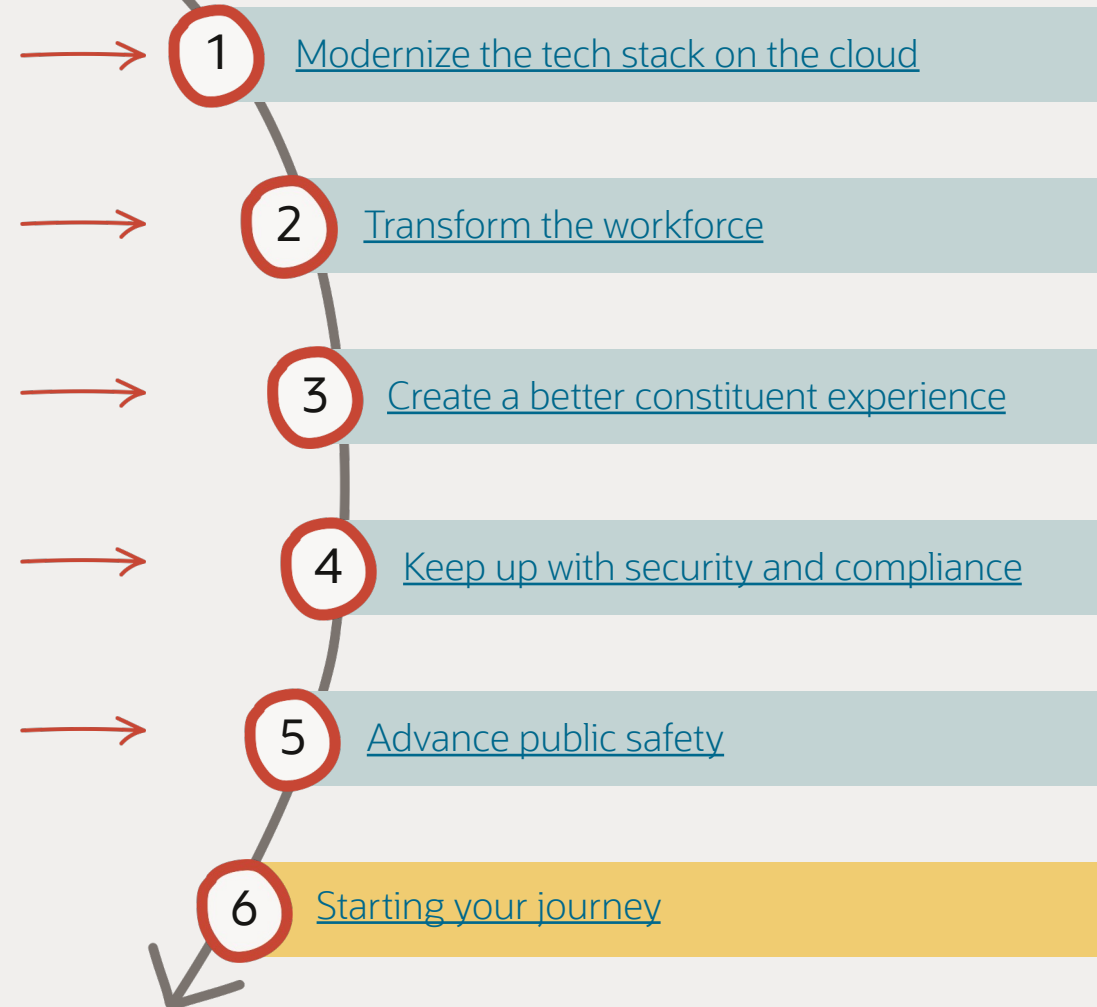 1 Modernize the tech stack on the cloud
2 Transform the workforce
3 Create a better constituent experience
4 Keep up with security and compliance
5 Advance public safety
6 Starting your journey